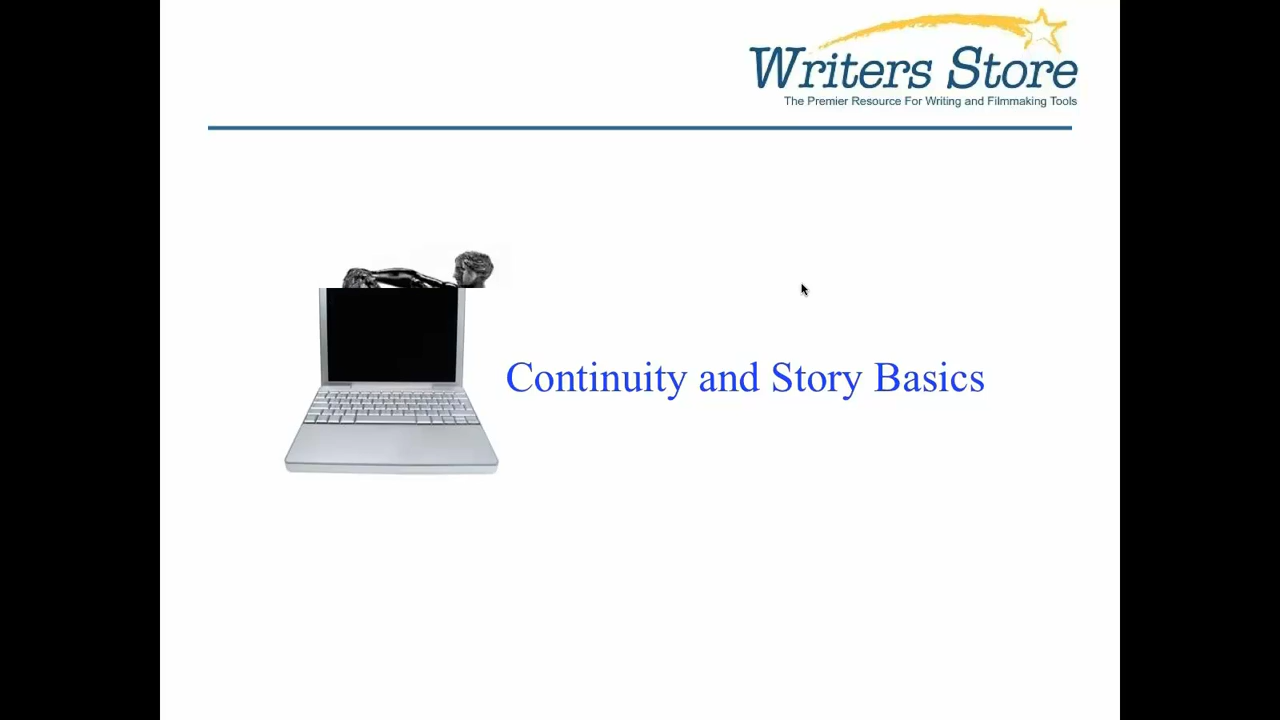 Writers Store
The Premier Resource For Writing and Filmmaking Tools
Continuity and Story Basics